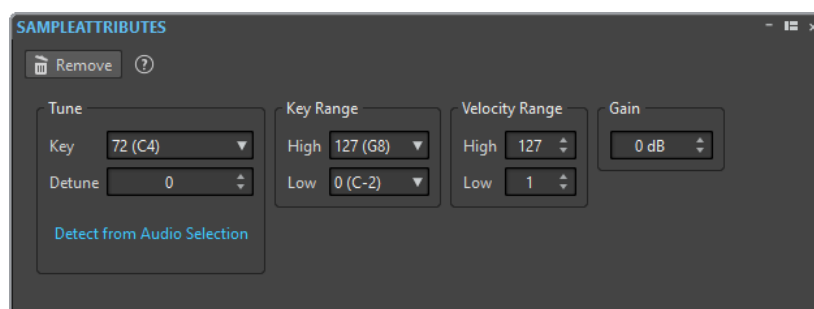 SAMPLEATTRIBUTES
Remove
Tune
Key 72 (C4)
Detune 0
Detect from Audio Selection
Key Range
High 127 (G8)
Low 0 (C-2)
Velocity Range
High 127
Low 1
Gain
0 dB